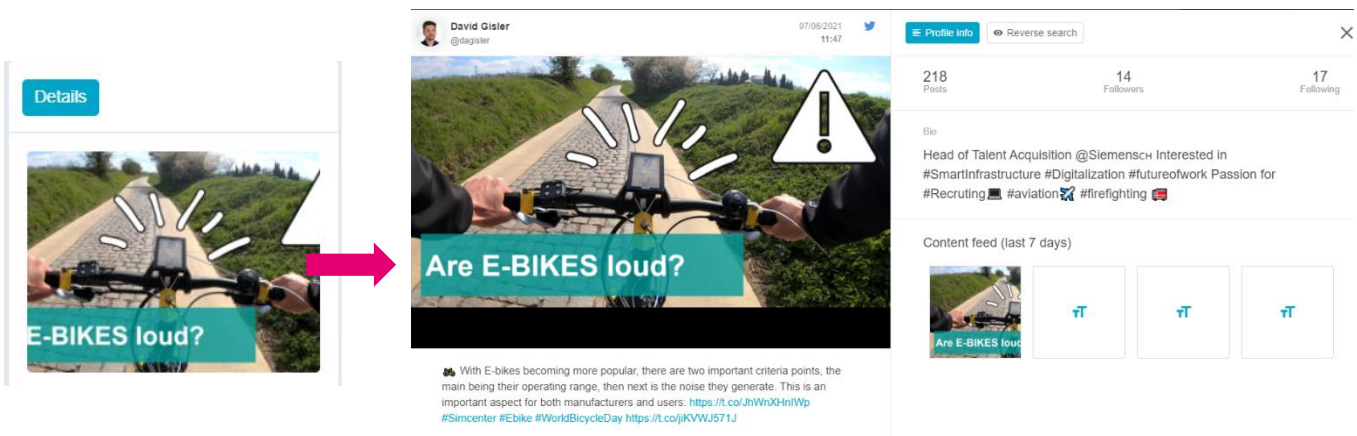 Details
E-BIKES loud?
David Gisler
@dagisler
07/06/2021
11:47
Are E-BIKES loud?
🚲 With E-bikes becoming more popular, there are two important criteria points, the
main being their operating range, then next is the noise they generate. This is an
important aspect for both manufacturers and users: https://t.co/JhWnXHnIWp
#Simcenter #Ebike #WorldBicycleDay https://t.co/jiKVWJ571J
Profile info
Reverse search
218
Posts
14
Followers
17
Following
Bio
Head of Talent Acquisition @Siemensᴄʜ Interested in
#SmartInfrastructure #Digitalization #futureofwork Passion for
#Recruting💻 #aviation✈️ #firefighting 🚒
Content feed (last 7 days)
Are E-BIKES loud